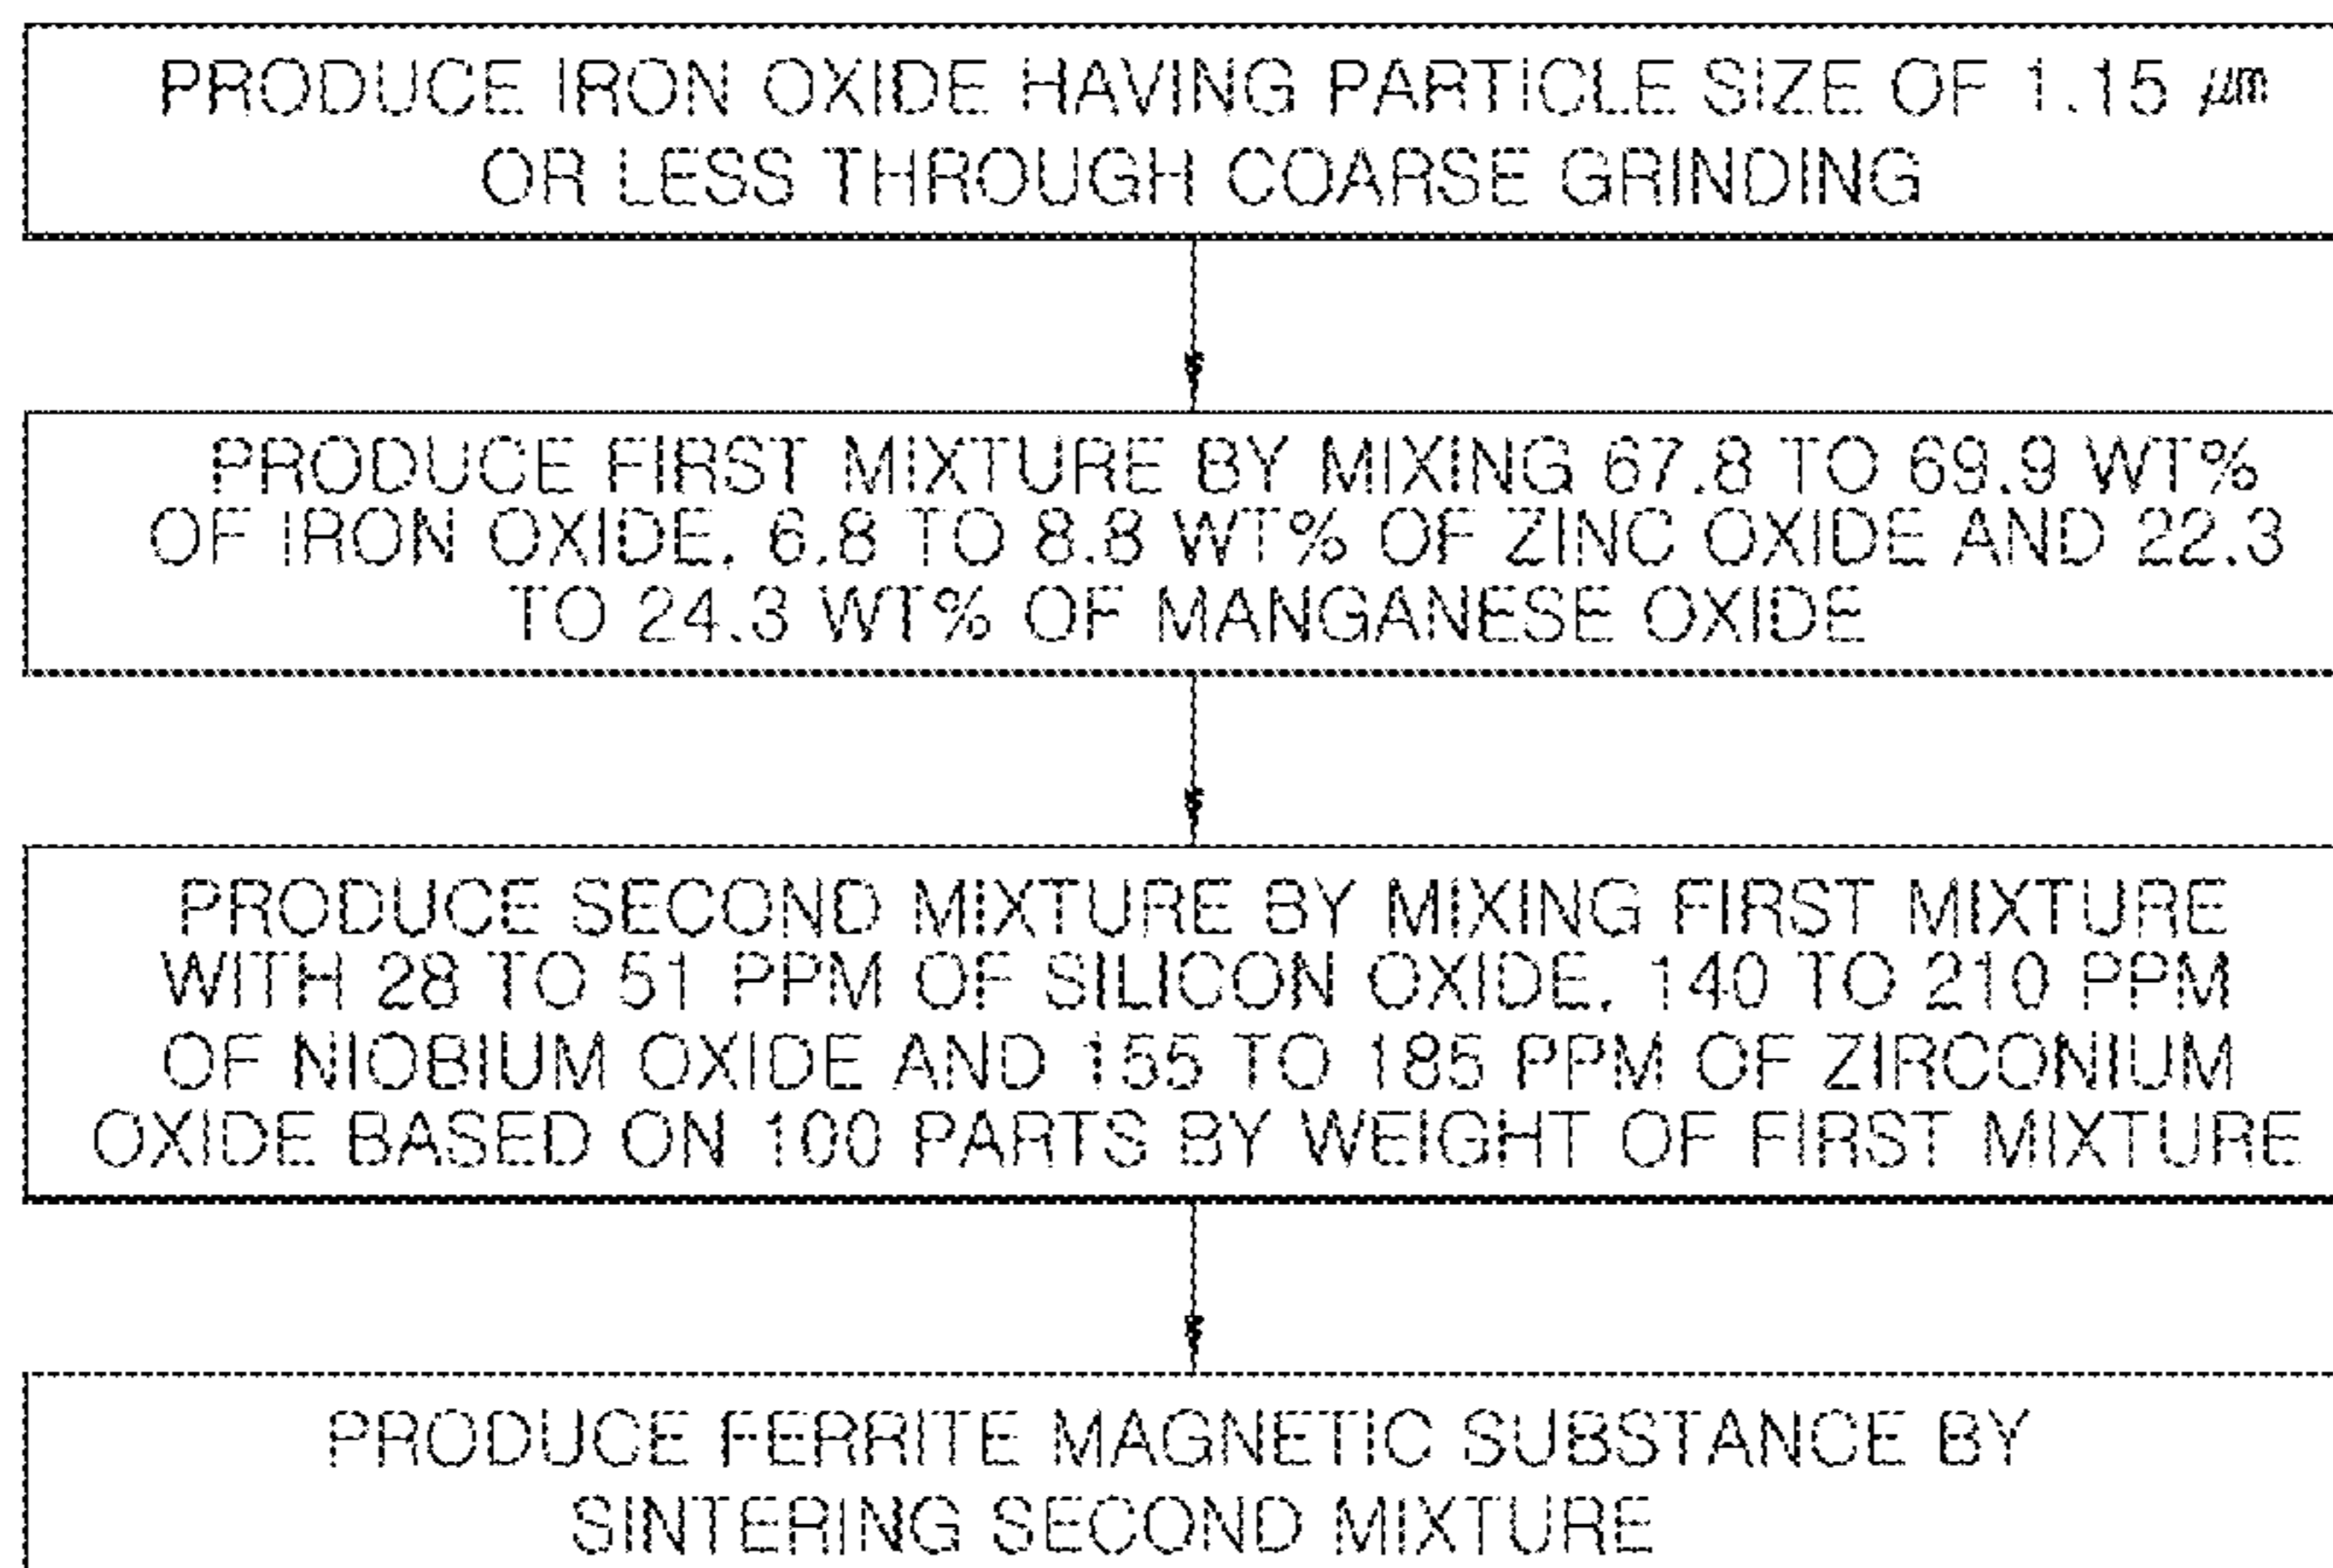 PRODUCE IRON OXIDE HAVING PARTICLE SIZE OF 1.15 ㎛
OR LESS THROUGH COARSE GRINDING
PRODUCE FIRST MIXTURE BY MIXING 67.8 TO 69.9 WT%
OF IRON OXIDE, 6.8 TO 8.8 WT% OF ZINC OXIDE AND 22.3
TO 24.3 WT% OF MANGANESE OXIDE
PRODUCE SECOND MIXTURE BY MIXING FIRST MIXTURE
WITH 28 TO 51 PPM OF SILICON OXIDE, 140 TO 210 PPM
OF NIOBIUM OXIDE AND 155 TO 185 PPM OF ZIRCONIUM
OXIDE BASED ON 100 PARTS BY WEIGHT OF FIRST MIXTURE
PRODUCE FERRITE MAGNETIC SUBSTANCE BY
SINTERING SECOND MIXTURE